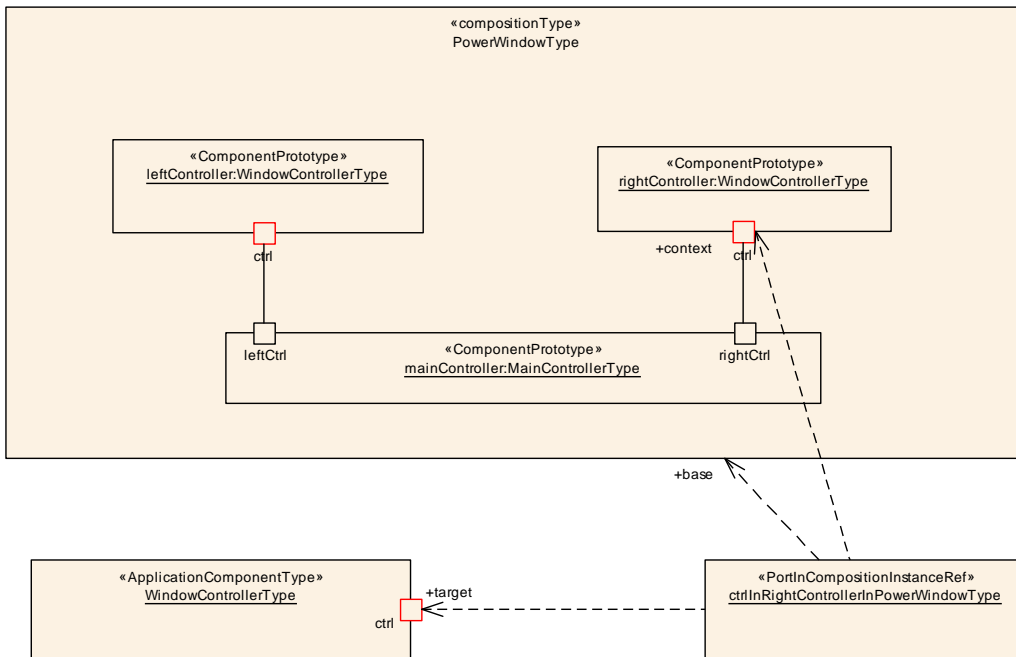 «compositionType»
PowerWindowType
«ComponentPrototype»
leftController:WindowControllerType
«ComponentPrototype»
rightController:WindowControllerType
ctrl
+context
ctrl
leftCtrl
«ComponentPrototype»
mainController:MainControllerType
rightCtrl
+base
«ApplicationComponentType»
WindowControllerType
+target
ctrl
«PortInCompositionInstanceRef»
ctrlInRightControllerInPowerWindowType